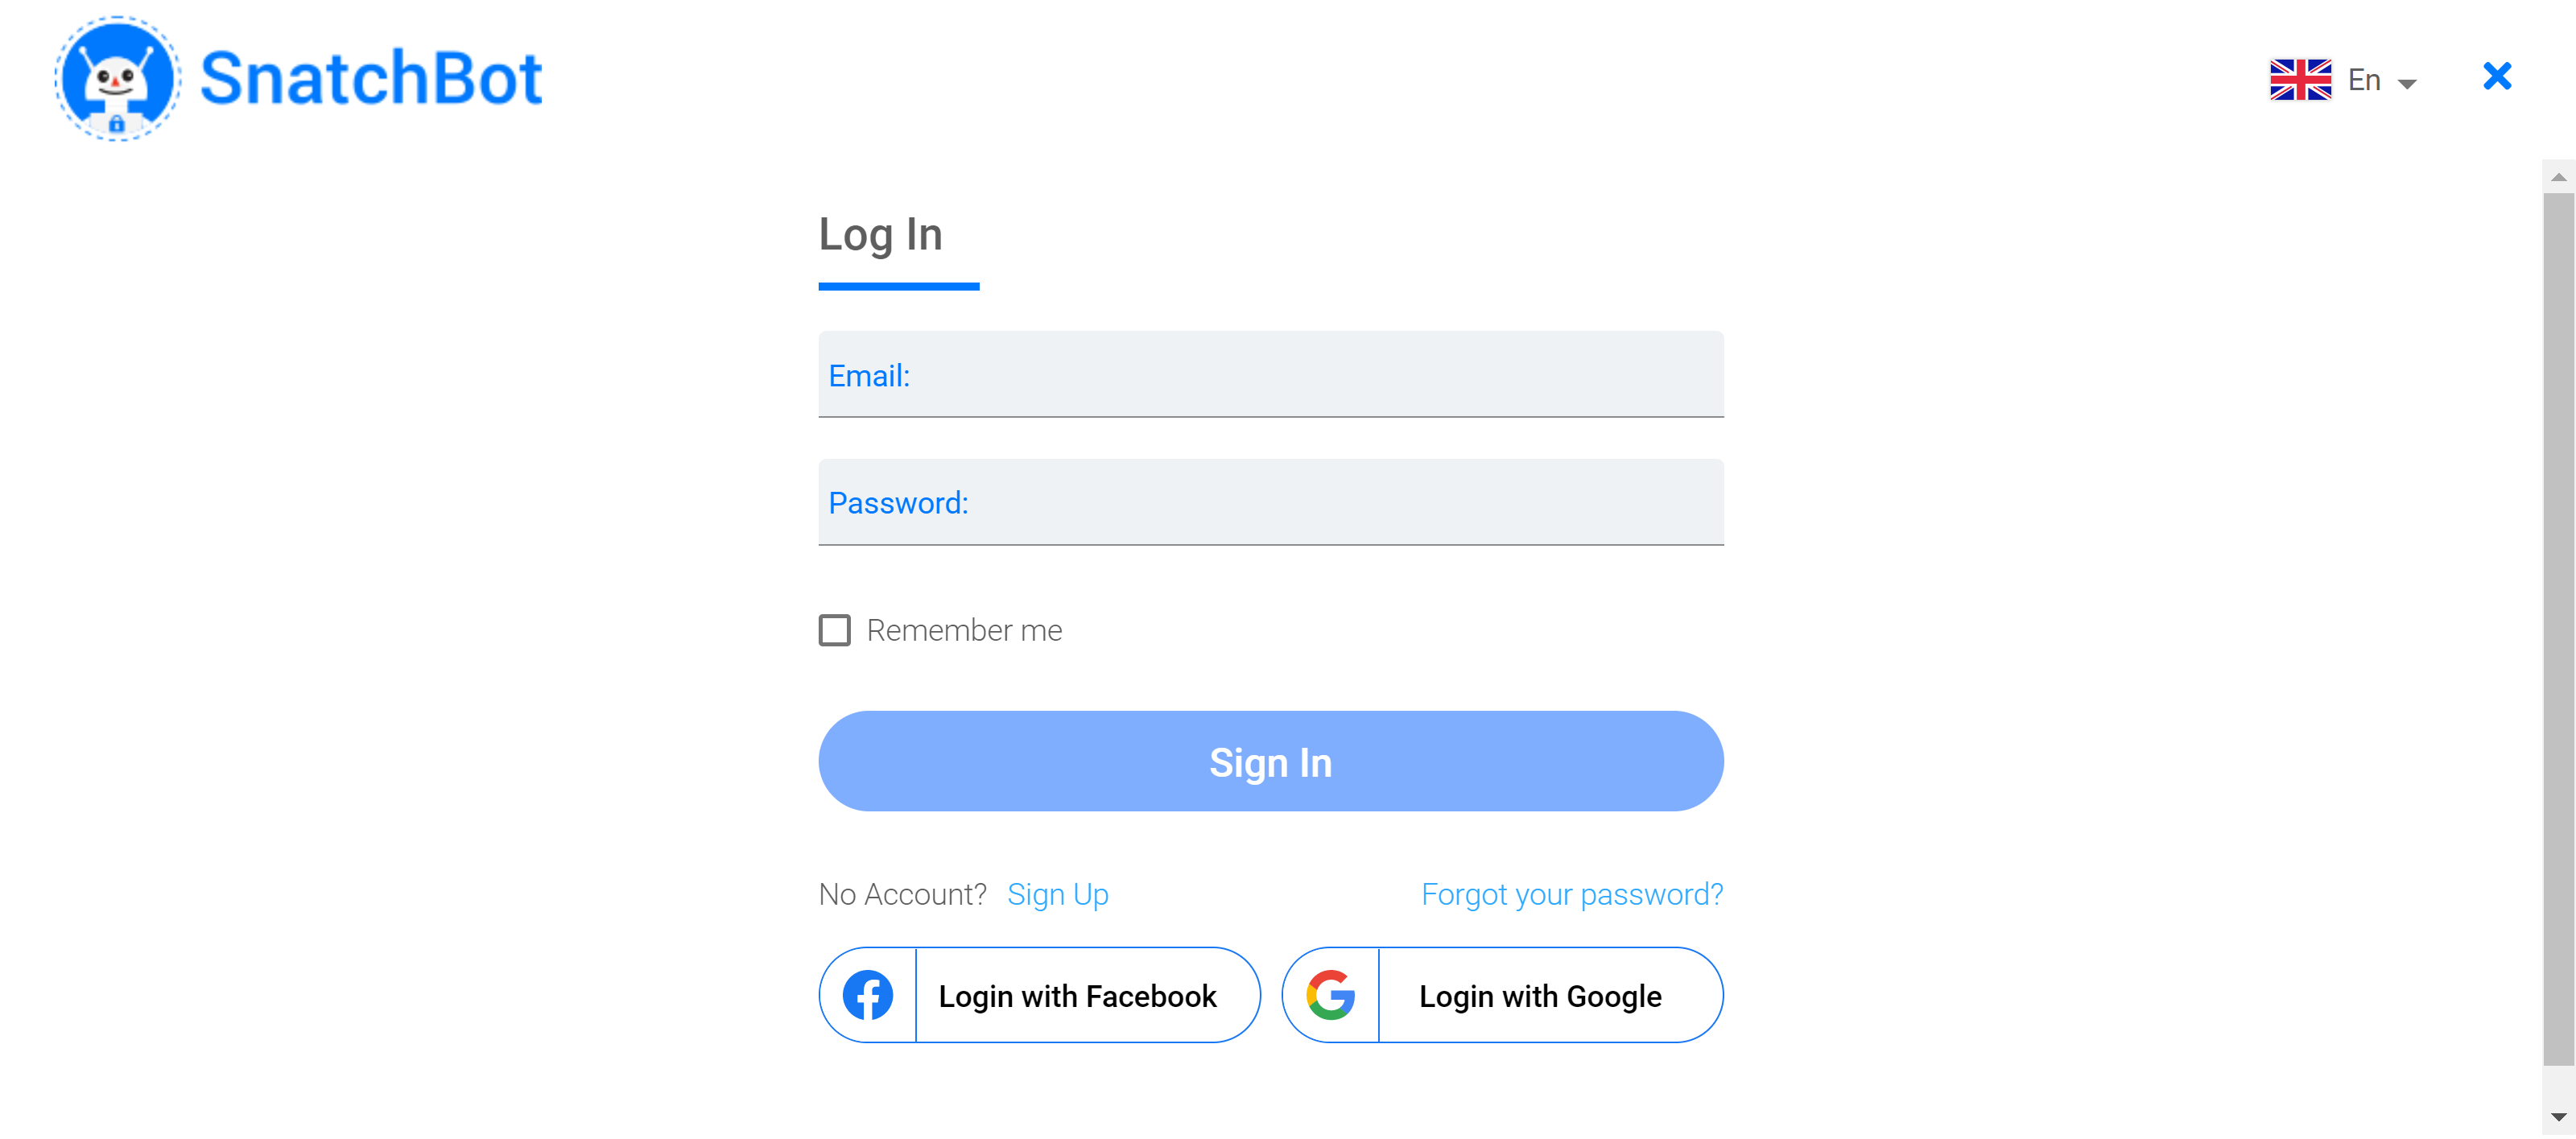 SnatchBot
En
Log In
Email:
Password:
Remember me
Sign In
No Account? Sign Up
Forgot your password?
Login with Facebook
Login with Google